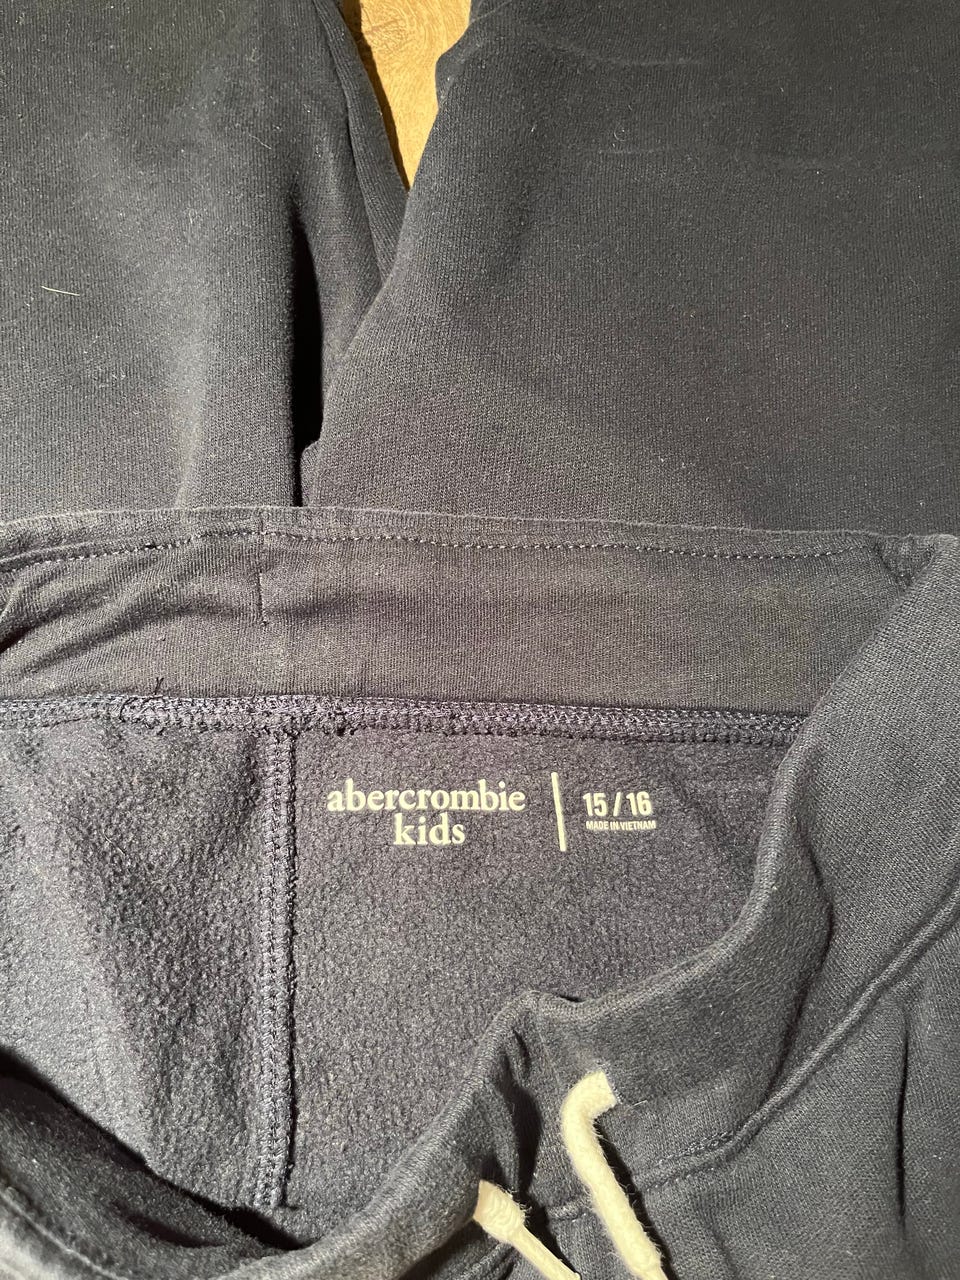 abercrombie
kids
15 / 16
MADE IN VIETNAM